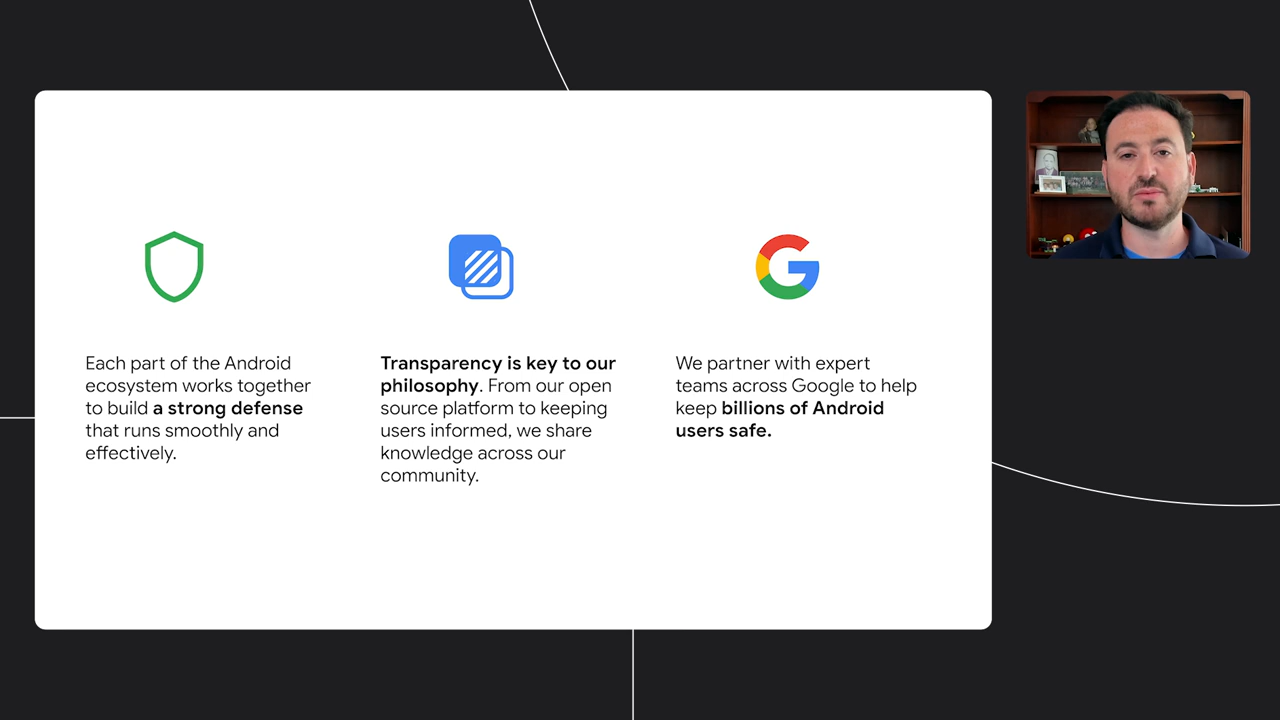 Each part of the Android
ecosystem works together
to build a strong defense
that runs smoothly and
effectively.
Transparency is key to our
philosophy. From our open
source platform to keeping
users informed, we share
knowledge across our
community.
We partner with expert
teams across Google to help
keep billions of Android
users safe.